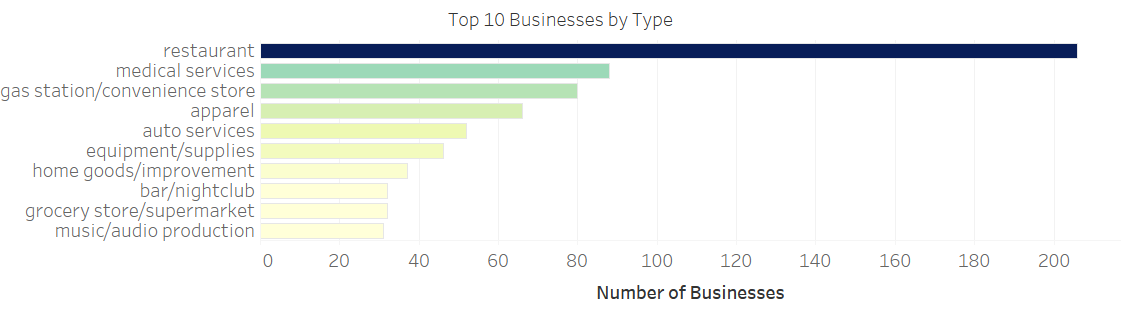 Top 10 Businesses by Type
restaurant
medical services
gas station/convenience store
apparel
auto services
equipment/supplies
home goods/improvement
bar/nightclub
grocery store/supermarket
music/audio production
0 20 40 60 80 100 120 140 160 180 200
Number of Businesses